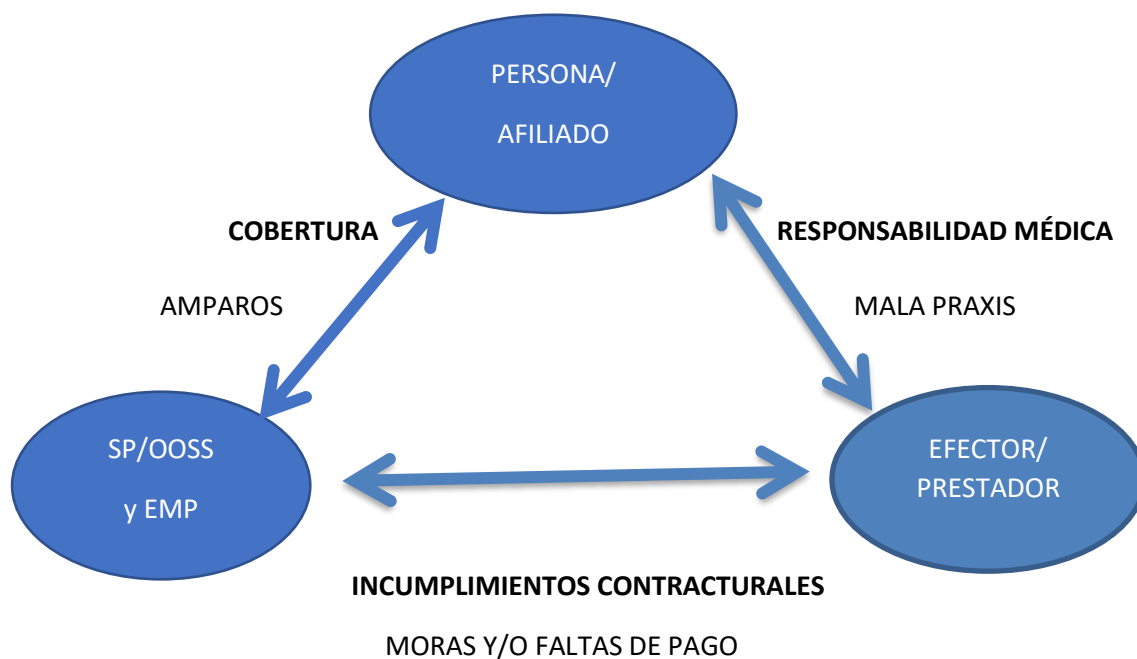 PERSONA/
AFILIADO
COBERTURA
RESPONSABILIDAD MÉDICA
AMPAROS
MALA PRAXIS
SP/OOSS
y EMP
EFECTOR/
PRESTADOR
INCUMPLIMIENTOS CONTRACTURALES
MORAS Y/O FALTAS DE PAGO